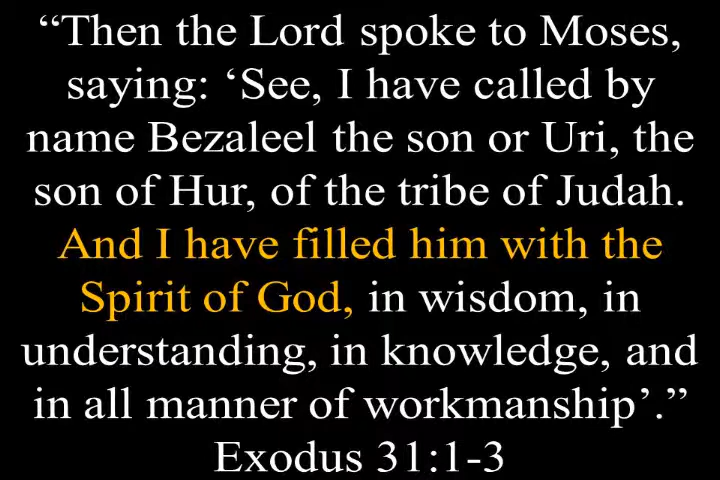 “Then the Lord spoke to Moses,
saying: ‘See, I have called by
name Bezaleel the son or Uri, the
son of Hur, of the tribe of Judah.
And I have filled him with the
Spirit of God, in wisdom, in
understanding, in knowledge, and
in all manner of workmanship’.”
Exodus 31:1-3